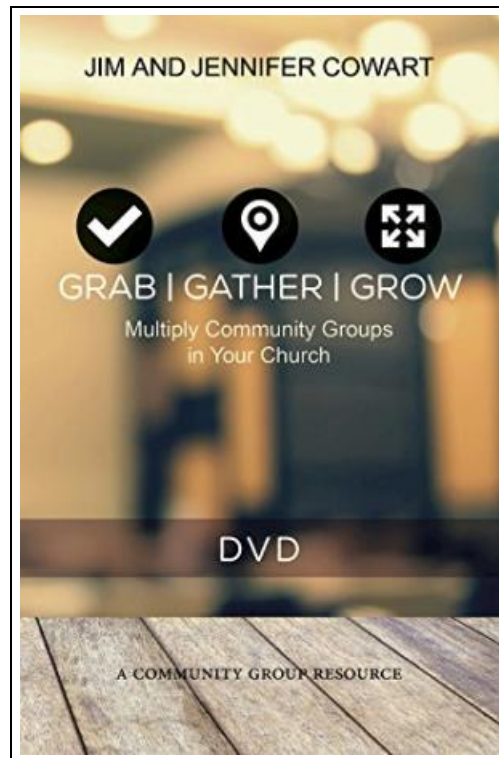 JIM AND JENNIFER COWART
GRAB | GATHER | GROW
Multiply Community Groups
in Your Church
DVD
A COMMUNITY GROUP RESOURCE